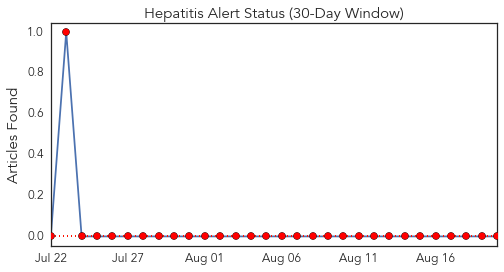 Hepatitis Alert Status (30-Day Window)
Articles Found
1.0
0.8
0.6
0.4
0.2
0.0
Jul 22 Jul 27 Aug 01 Aug 06 Aug 11 Aug 16